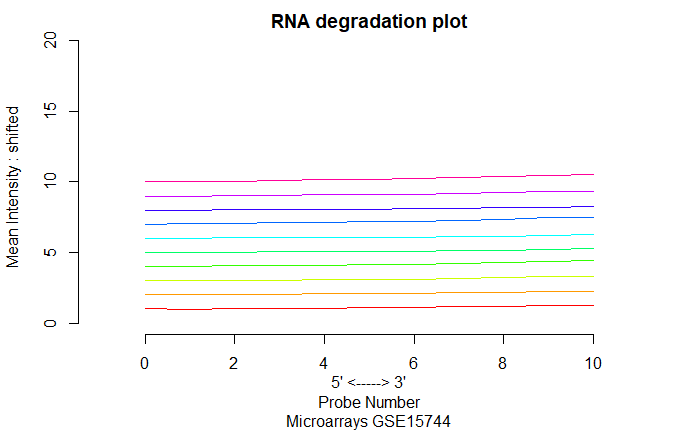 RNA degradation plot
Mean Intensity : shifted
20
15
10
5
0
0 2 4 6 8 10
5' <-----> 3'
Probe Number
Microarrays GSE15744